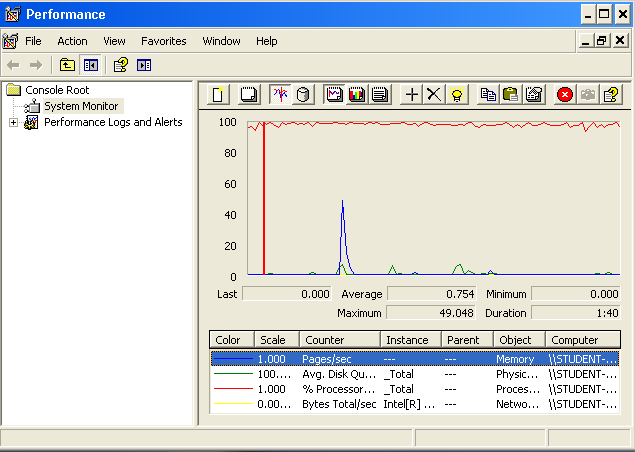 Performance
File Action View Favorites Window Help
Console Root
System Monitor
Performance Logs and Alerts
100
80
60
40
20
0
Last 0.000 Average 0.754 Minimum 0.000
Maximum 49.048 Duration 1:40
Color Scale Counter Instance Parent Object Computer
1.000 Pages/sec --- --- Memory \\STUDENT-...
100.... Avg. Disk Qu... _Total --- Physic... \\STUDENT-...
1.000 % Processor... _Total --- Proces... \\STUDENT-...
0.00... Bytes Total/sec Intel[R] ... --- Netwo... \\STUDENT-...